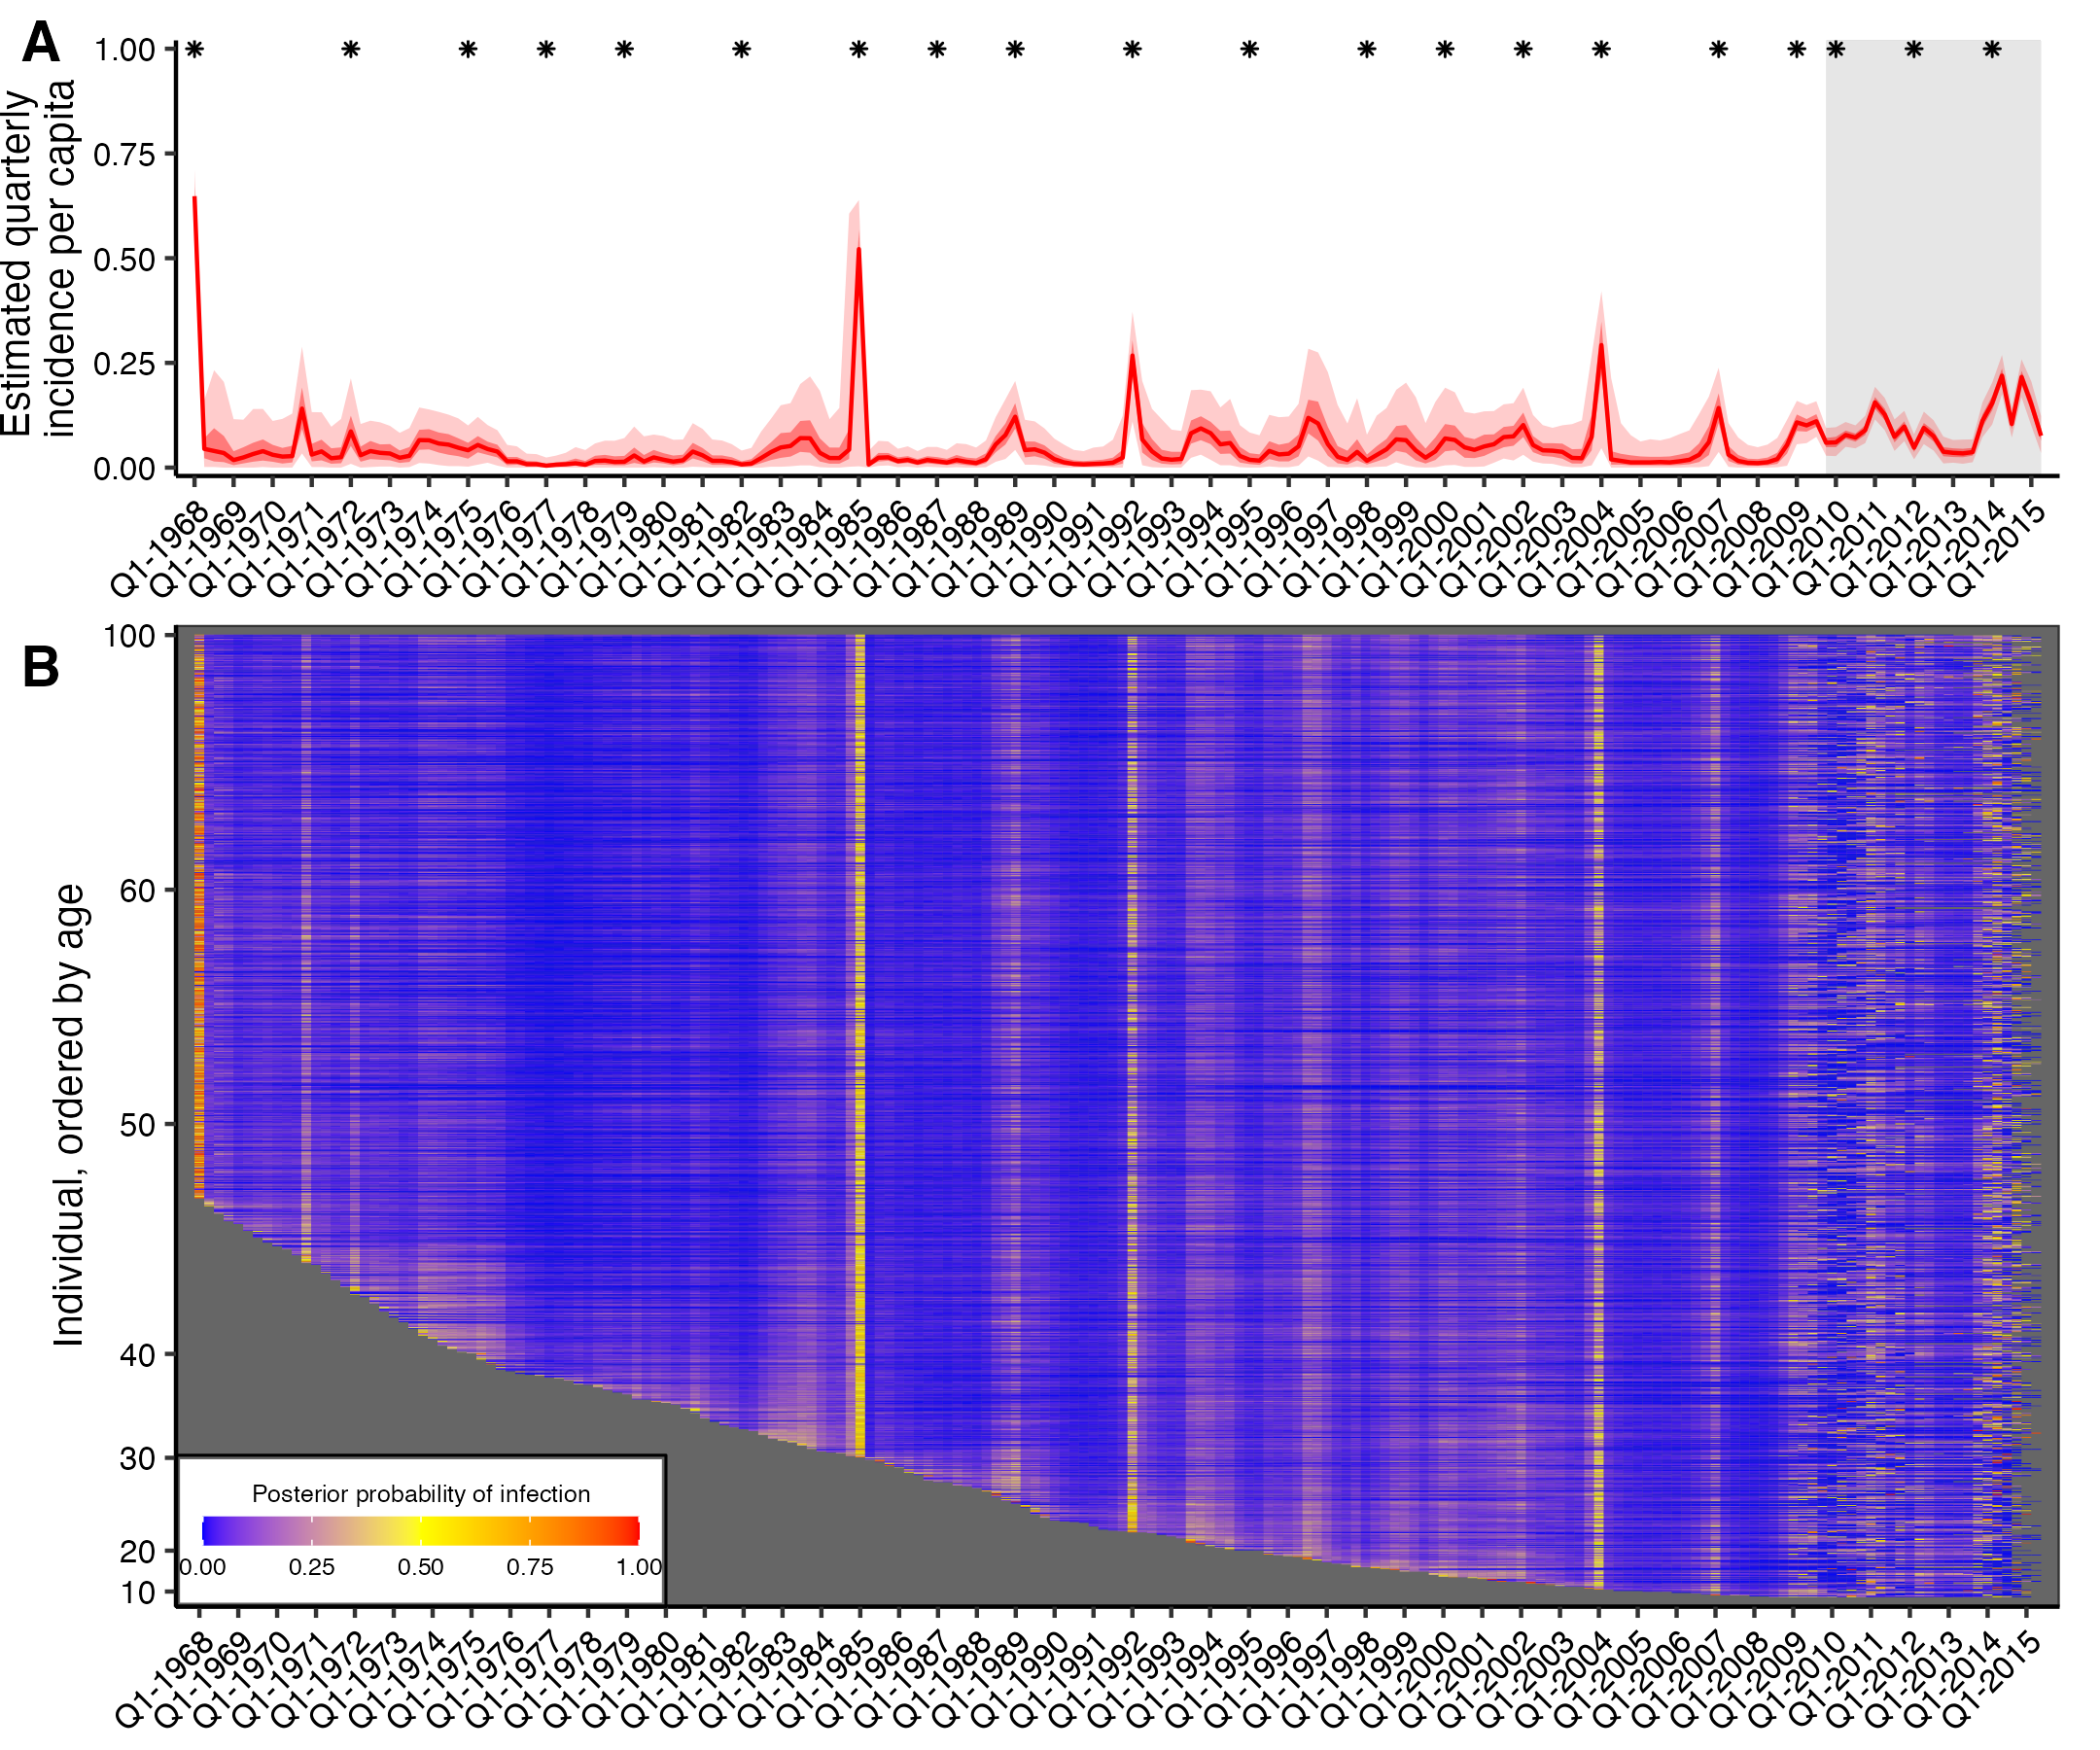 A
Estimated quarterly
incidence per capita
1.00
0.75
0.50
0.25
0.00
Q1-1968
Q1-1969
Q1-1970
Q1-1971
Q1-1972
Q1-1973
Q1-1974
Q1-1975
Q1-1976
Q1-1977
Q1-1978
Q1-1979
Q1-1980
Q1-1981
Q1-1982
Q1-1983
Q1-1984
Q1-1985
Q1-1986
Q1-1987
Q1-1988
Q1-1989
Q1-1990
Q1-1991
Q1-1992
Q1-1993
Q1-1994
Q1-1995
Q1-1996
Q1-1997
Q1-1998
Q1-1999
Q1-2000
Q1-2001
Q1-2002
Q1-2003
Q1-2004
Q1-2005
Q1-2006
Q1-2007
Q1-2008
Q1-2009
Q1-2010
Q1-2011
Q1-2012
Q1-2013
Q1-2014
Q1-2015
B
Individual, ordered by age
100
60
50
40
30
20
10
Posterior probability of infection
0.00 0.25 0.50 0.75 1.00
Q1-1968
Q1-1969
Q1-1970
Q1-1971
Q1-1972
Q1-1973
Q1-1974
Q1-1975
Q1-1976
Q1-1977
Q1-1978
Q1-1979
Q1-1980
Q1-1981
Q1-1982
Q1-1983
Q1-1984
Q1-1985
Q1-1986
Q1-1987
Q1-1988
Q1-1989
Q1-1990
Q1-1991
Q1-1992
Q1-1993
Q1-1994
Q1-1995
Q1-1996
Q1-1997
Q1-1998
Q1-1999
Q1-2000
Q1-2001
Q1-2002
Q1-2003
Q1-2004
Q1-2005
Q1-2006
Q1-2007
Q1-2008
Q1-2009
Q1-2010
Q1-2011
Q1-2012
Q1-2013
Q1-2014
Q1-2015